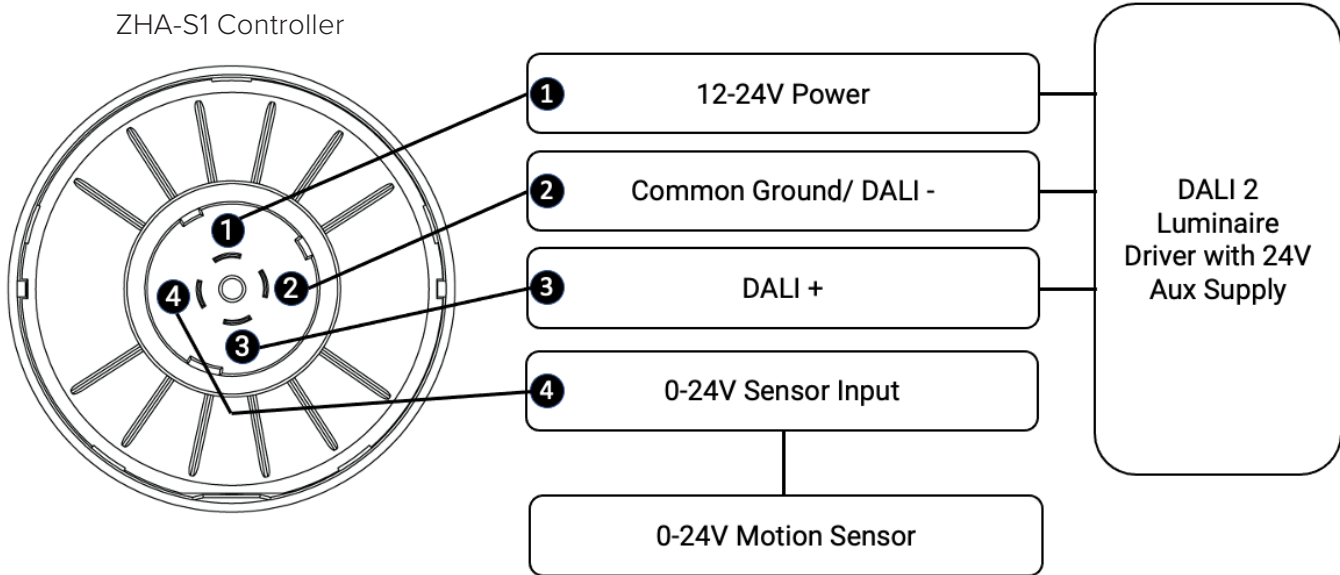 ZHA-S1 Controller
1 12-24V Power
2 Common Ground/ DALI -
3 DALI +
4 0-24V Sensor Input
0-24V Motion Sensor
1
2
3
4
DALI 2
Luminaire
Driver with 24V
Aux Supply